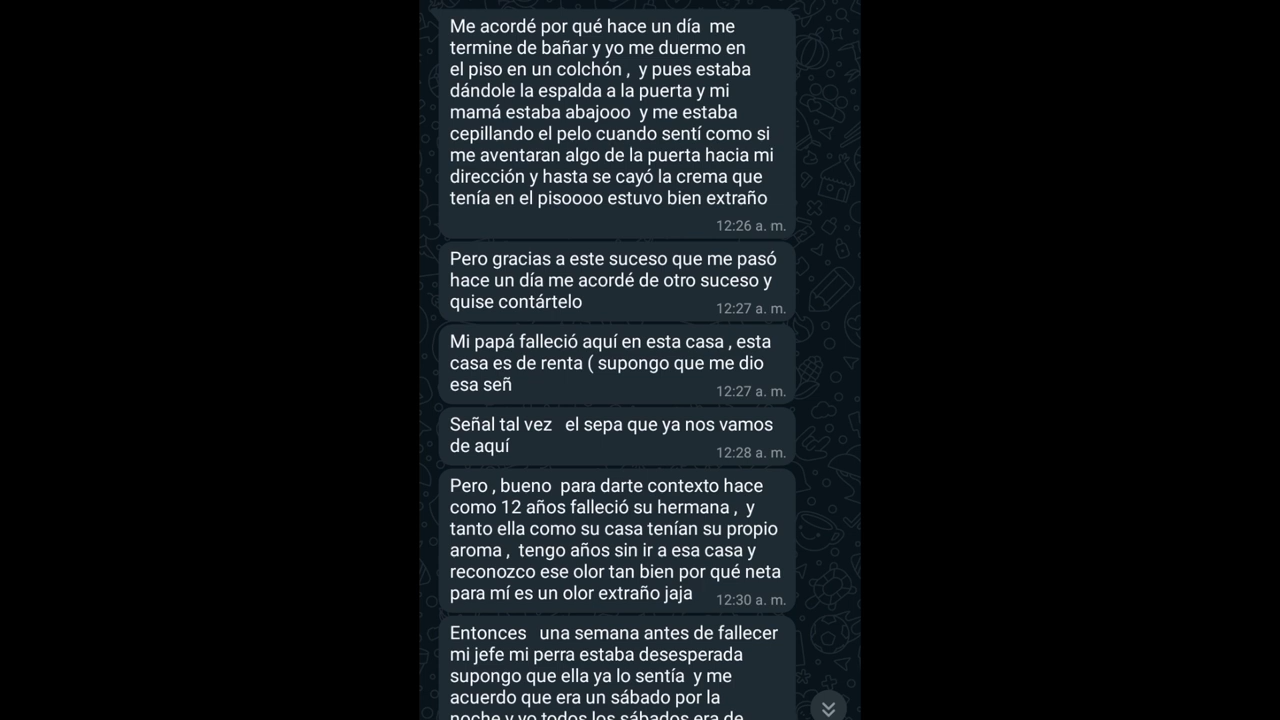 Me acordé por qué hace un día  me
termine de bañar y yo me duermo en
el piso en un colchón ,  y pues estaba
dándole la espalda a la puerta y mi
mamá estaba abajooo  y me estaba
cepillando el pelo cuando sentí como si
me aventaran algo de la puerta hacia mi
dirección y hasta se cayó la crema que
tenía en el pisoooo estuvo bien extraño
12:26 a. m.
Pero gracias a este suceso que me pasó
hace un día me acordé de otro suceso y
quise contártelo
12:27 a. m.
Mi papá falleció aquí en esta casa , esta
casa es de renta ( supongo que me dio
esa señ
12:27 a. m.
Señal tal vez   el sepa que ya nos vamos
de aquí
12:28 a. m.
Pero , bueno  para darte contexto hace
como 12 años falleció su hermana ,  y
tanto ella como su casa tenían su propio
aroma ,  tengo años sin ir a esa casa y
reconozco ese olor tan bien por qué neta
para mí es un olor extraño jaja
12:30 a. m.
Entonces   una semana antes de fallecer
mi jefe mi perra estaba desesperada
supongo que ella ya lo sentía  y me
acuerdo que era un sábado por la
noche y yo todos los sábados era de